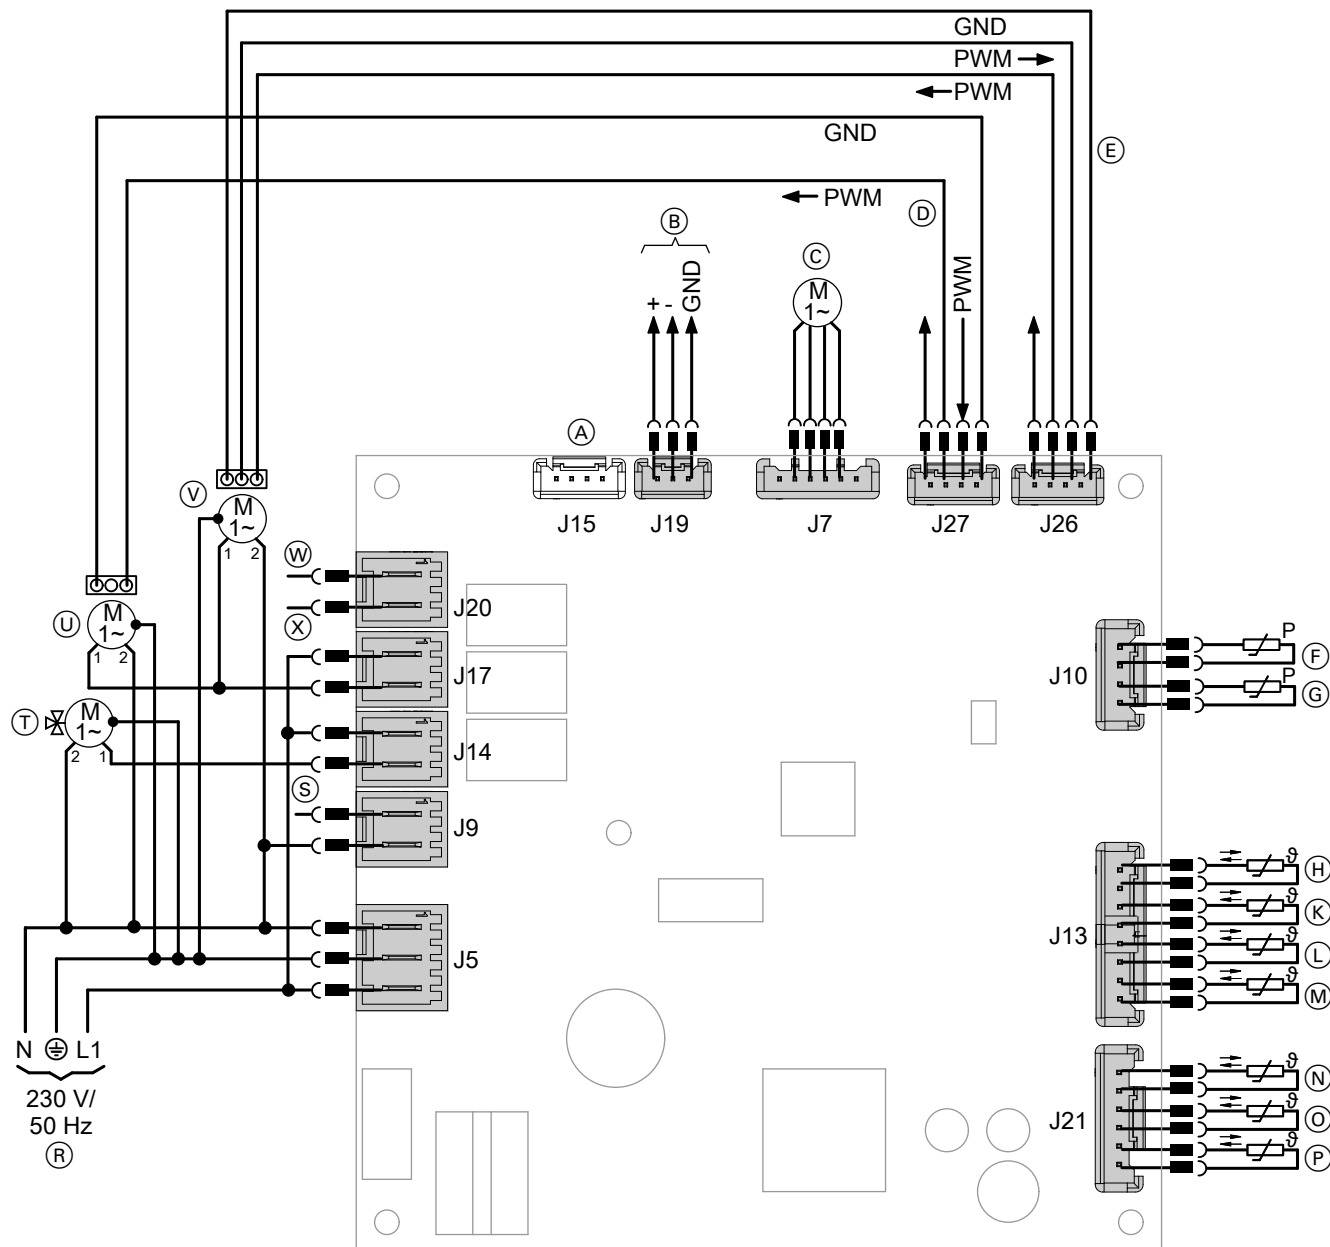 GND
PWM
PWM
GND
E
PWM
D
B
C
GND
PWM
+ -
M
1~
A
V
M
1~
1 2
J15
J19
J7
J27
J26
W
J20
X
U
M
1~
1 2
J17
T
M
1~
2 1
J14
S
J9
J5
P
F
J10
P
G
ϑ
H
ϑ
K
J13
ϑ
L
ϑ
M
N L1
230 V/
50 Hz
R
ϑ
N
ϑ
O
J21
ϑ
P